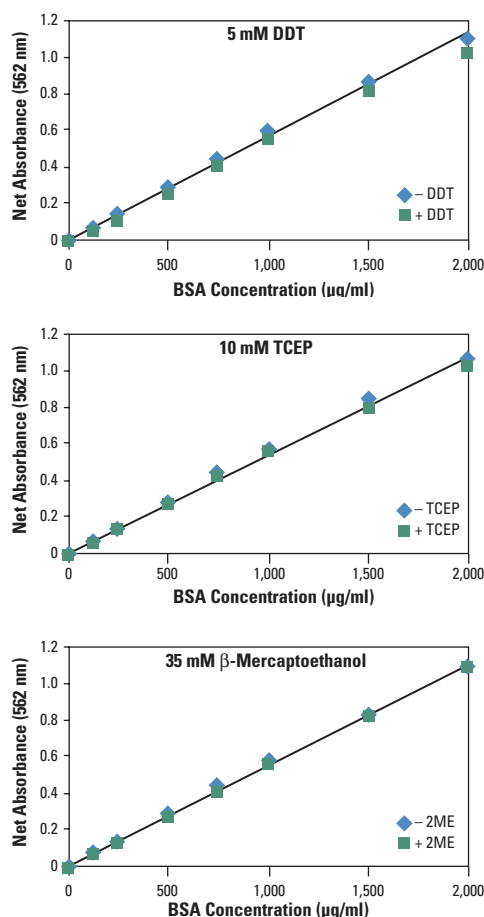 5 mM DDT
Net Absorbance (562 nm)
1.2
1.0
0.8
0.6
0.4
0.2
0
– DDT
+ DDT
0 500 1,000 1,500 2,000
BSA Concentration (µg/ml)
10 mM TCEP
Net Absorbance (562 nm)
1.2
1.0
0.8
0.6
0.4
0.2
0
– TCEP
+ TCEP
0 500 1,000 1,500 2,000
BSA Concentration (µg/ml)
35 mM β-Mercaptoethanol
Net Absorbance (562 nm)
1.2
1.0
0.8
0.6
0.4
0.2
0
– 2ME
+ 2ME
0 500 1,000 1,500 2,000
BSA Concentration (µg/ml)